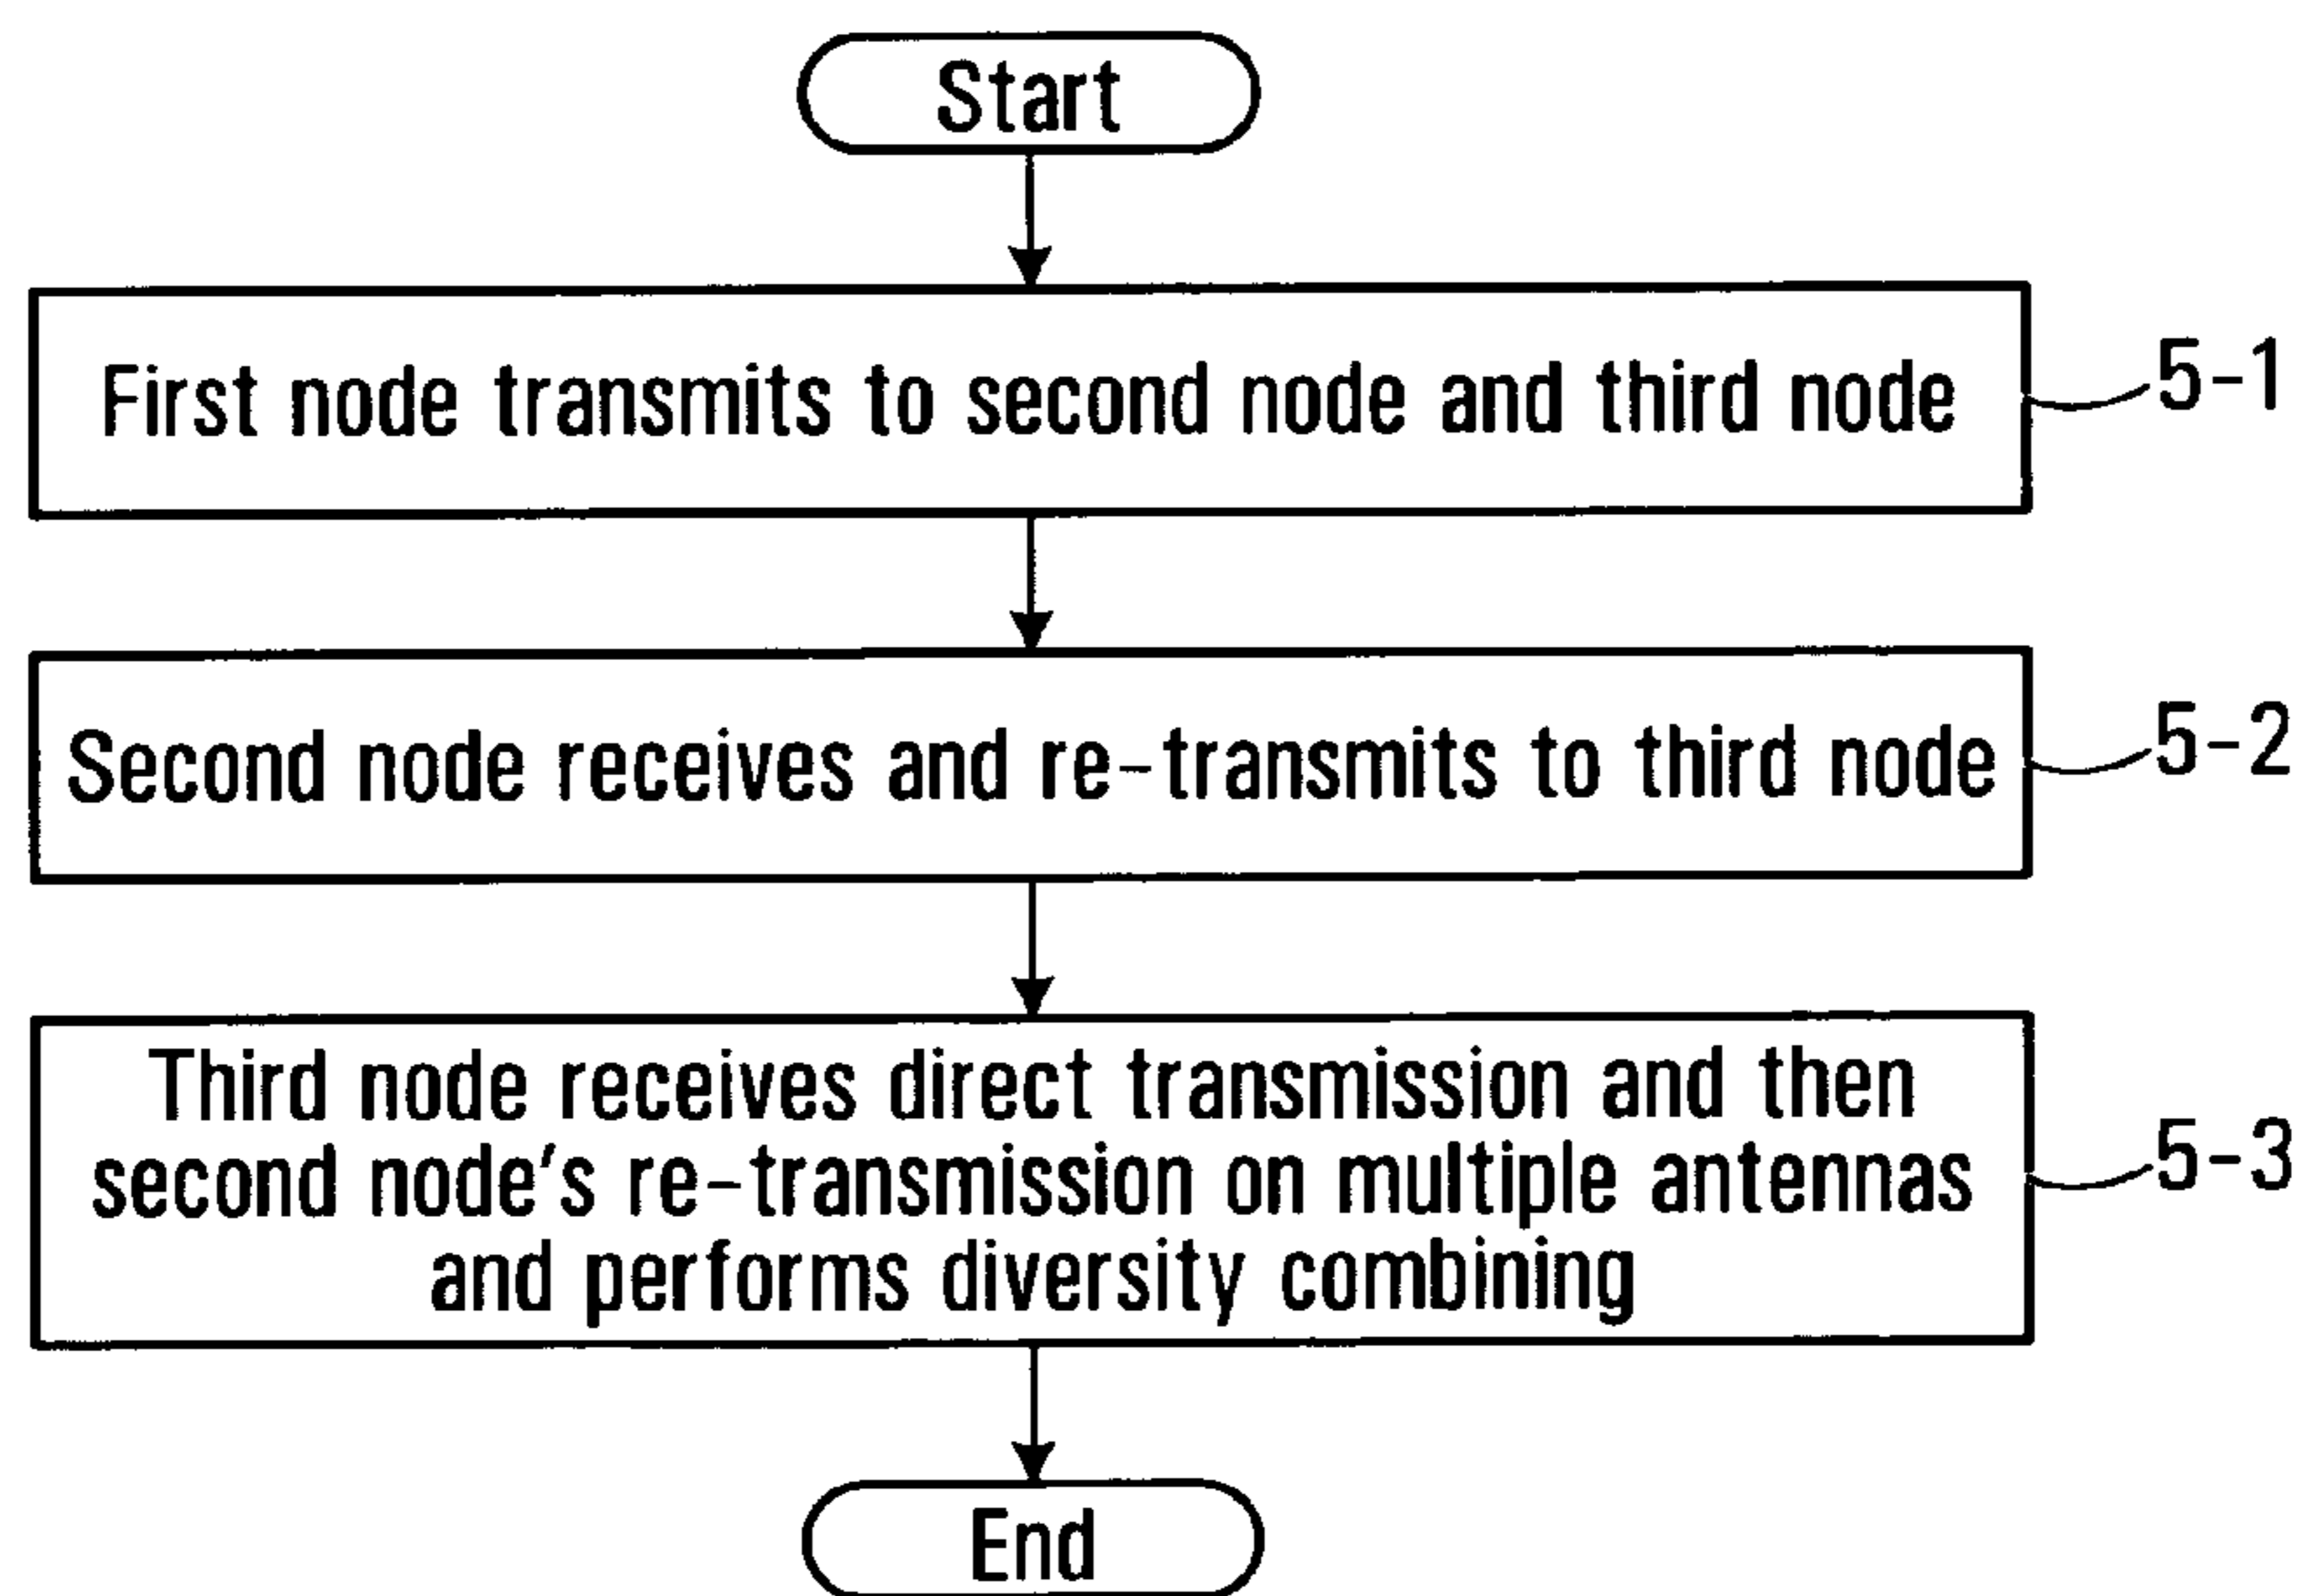 Start
First node transmits to second node and third node
5-1
Second node receives and re-transmits to third node
5-2
Third node receives direct transmission and then
second node's re-transmission on multiple antennas
and performs diversity combining
5-3
End